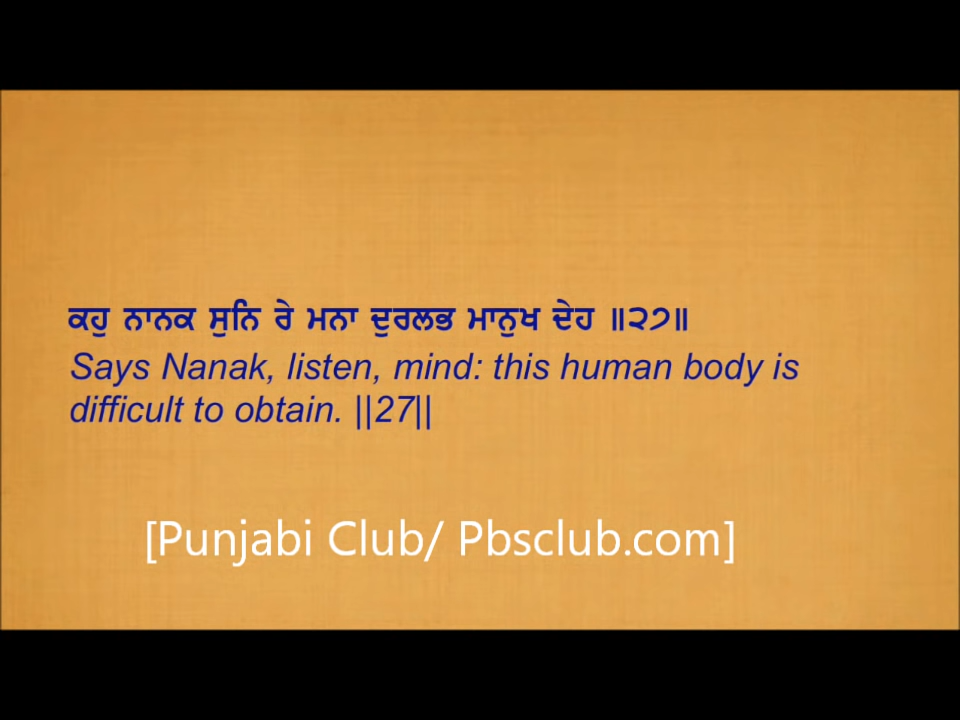 ਕਹੁ ਨਾਨਕ ਸੁਨਿ ਰੇ ਮਨਾ ਦੁਰਲਭ ਮਾਨੁਖ ਦੇਹ ॥੨੭॥
Says Nanak, listen, mind: this human body is
difficult to obtain. ||27||
[Punjabi Club/ Pbsclub.com]